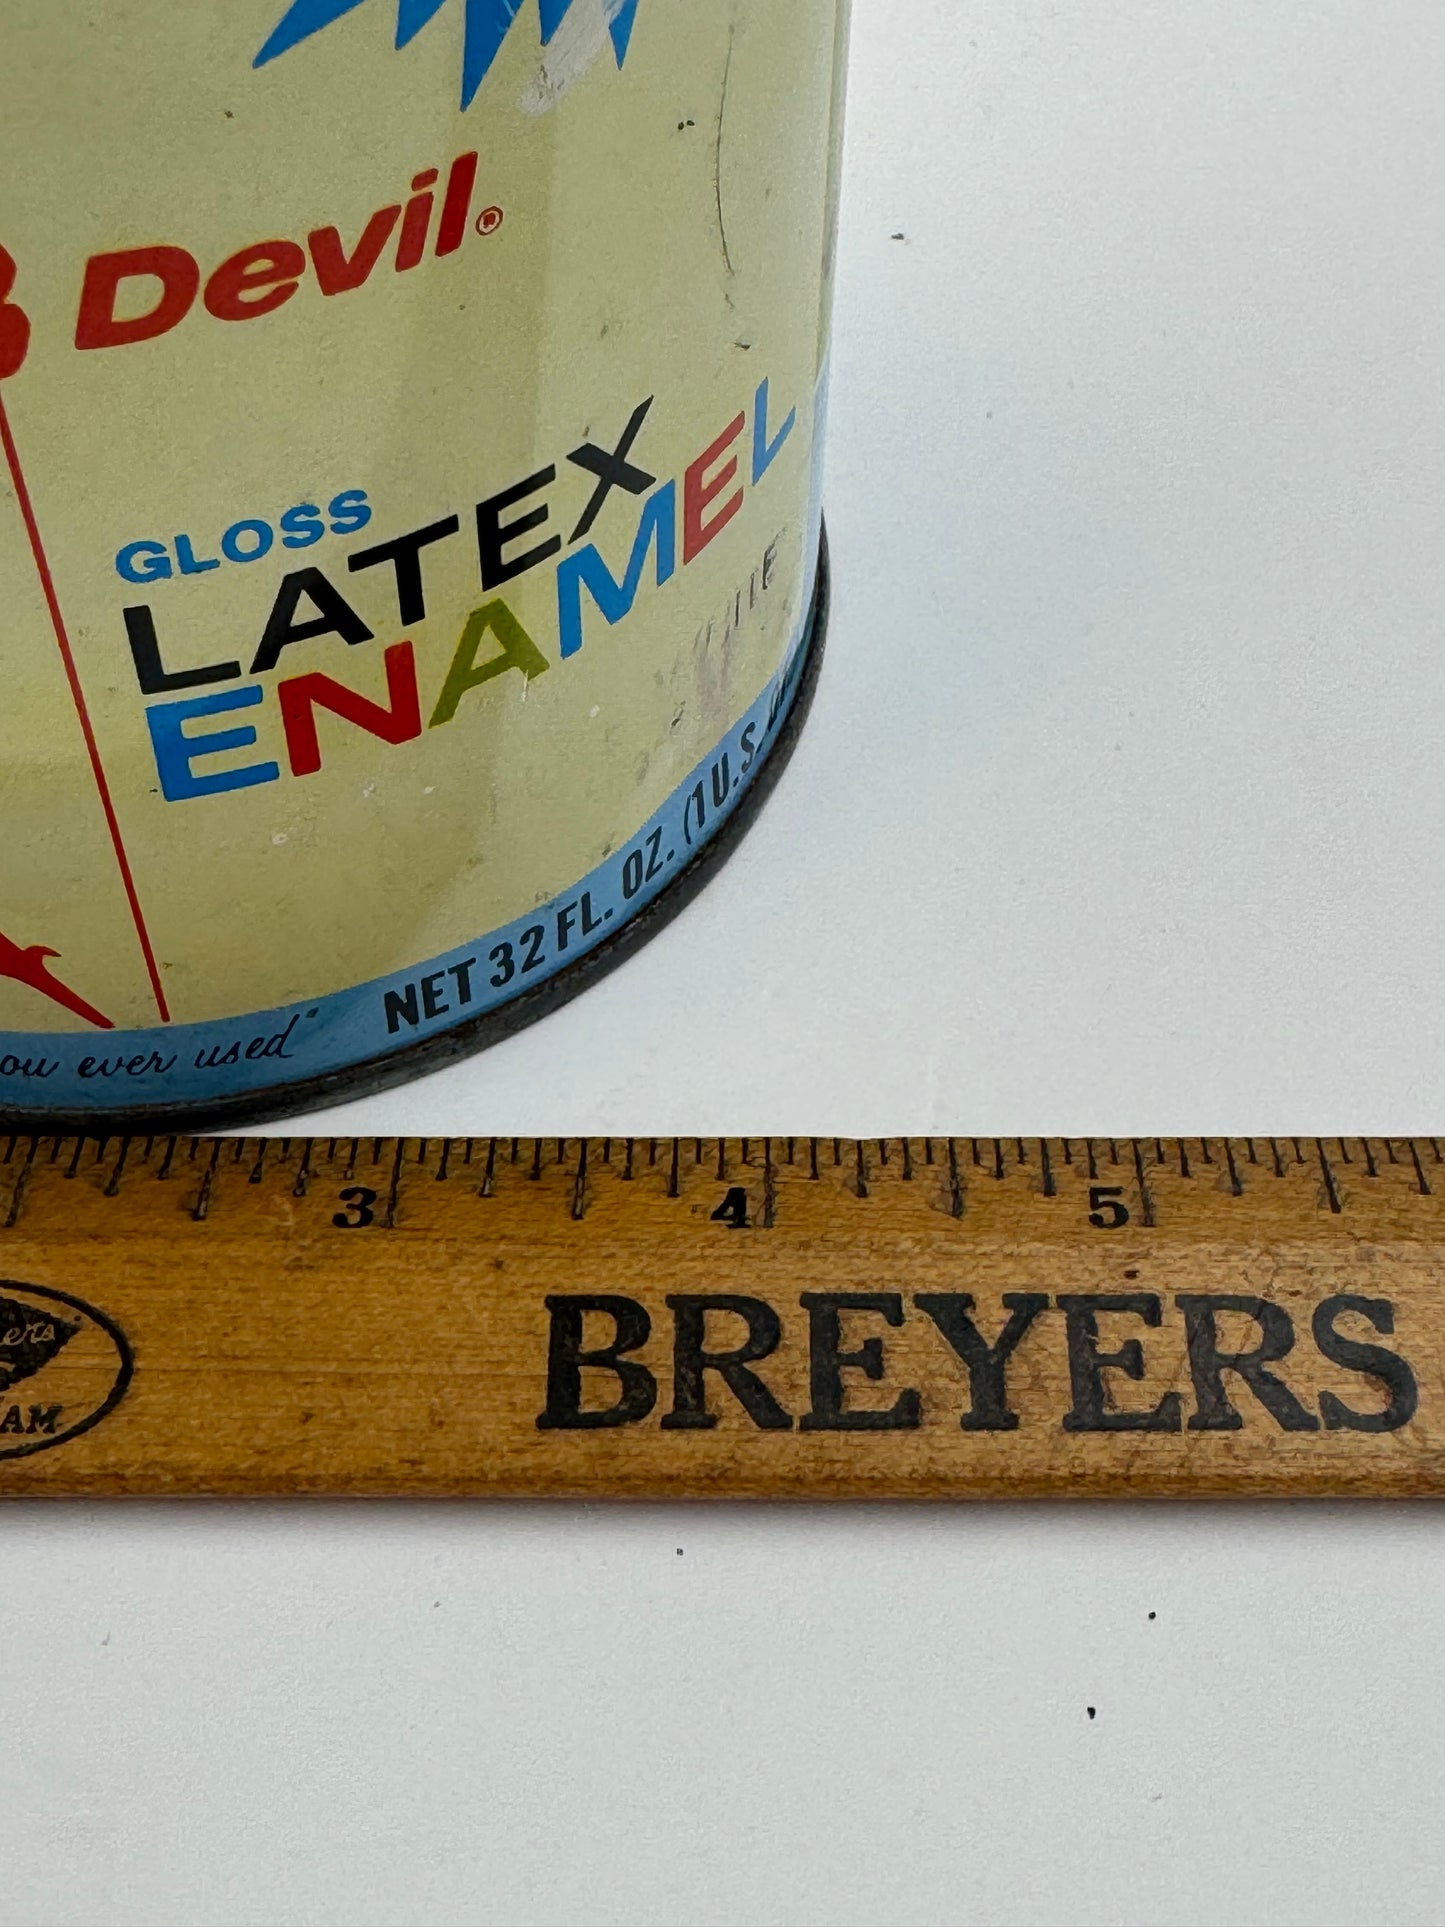 Devil.®
GLOSS
LATEX
ENAMEL
NET 32 FL. OZ. (1 U.S.
ou ever used"
3 4 5
BREYERS